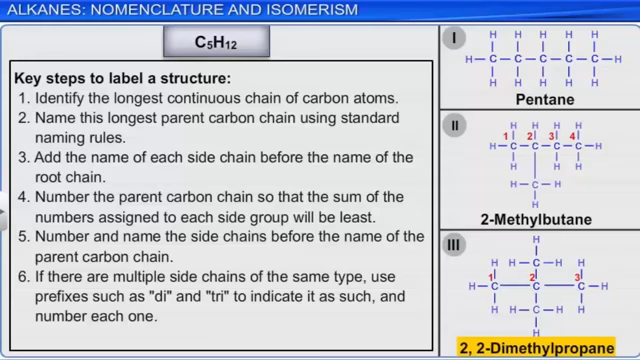 ALKANES: NOMENCLATURE AND ISOMERISM
C₅H₁₂
Key steps to label a structure:
1. Identify the longest continuous chain of carbon atoms.
2. Name this longest parent carbon chain using standard
naming rules.
3. Add the name of each side chain before the name of the
root chain.
4. Number the parent carbon chain so that the sum of the
numbers assigned to each side group will be least.
5. Number and name the side chains before the name of the
parent carbon chain.
6. If there are multiple side chains of the same type, use
prefixes such as "di" and "tri" to indicate it as such, and
number each one.
I
H H H H H
H C C C C C H
H H H H H
Pentane
II
H H H H
1 2 3 4
H C C C C H
H H H
H C H
H
2-Methylbutane
III
H
H H C H H
1 2 3
H C C C H
H H C H H
H
2, 2-Dimethylpropane